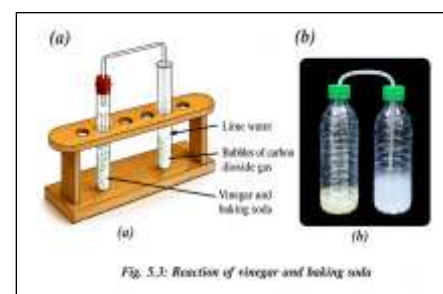 (a)
(b)
Lime water
Bubbles of carbon
dioxide gas
Vinegar and
baking soda
(a)
(b)
Fig. 5.3: Reaction of vinegar and baking soda